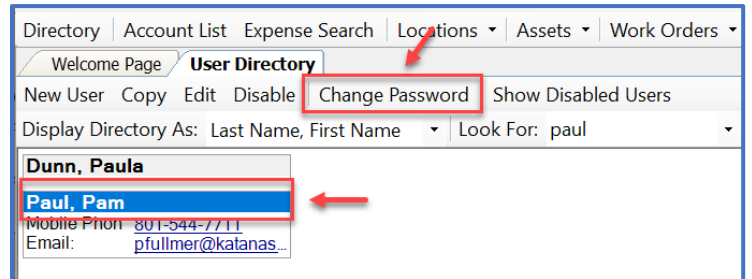 Directory Account List Expense Search Locations Assets Work Orders
Welcome Page User Directory
New User Copy Edit Disable Change Password Show Disabled Users
Display Directory As: Last Name, First Name Look For: paul
Dunn, Paula
Paul, Pam
Mobile Phon 801-544-7711
Email: pfullmer@katanas...